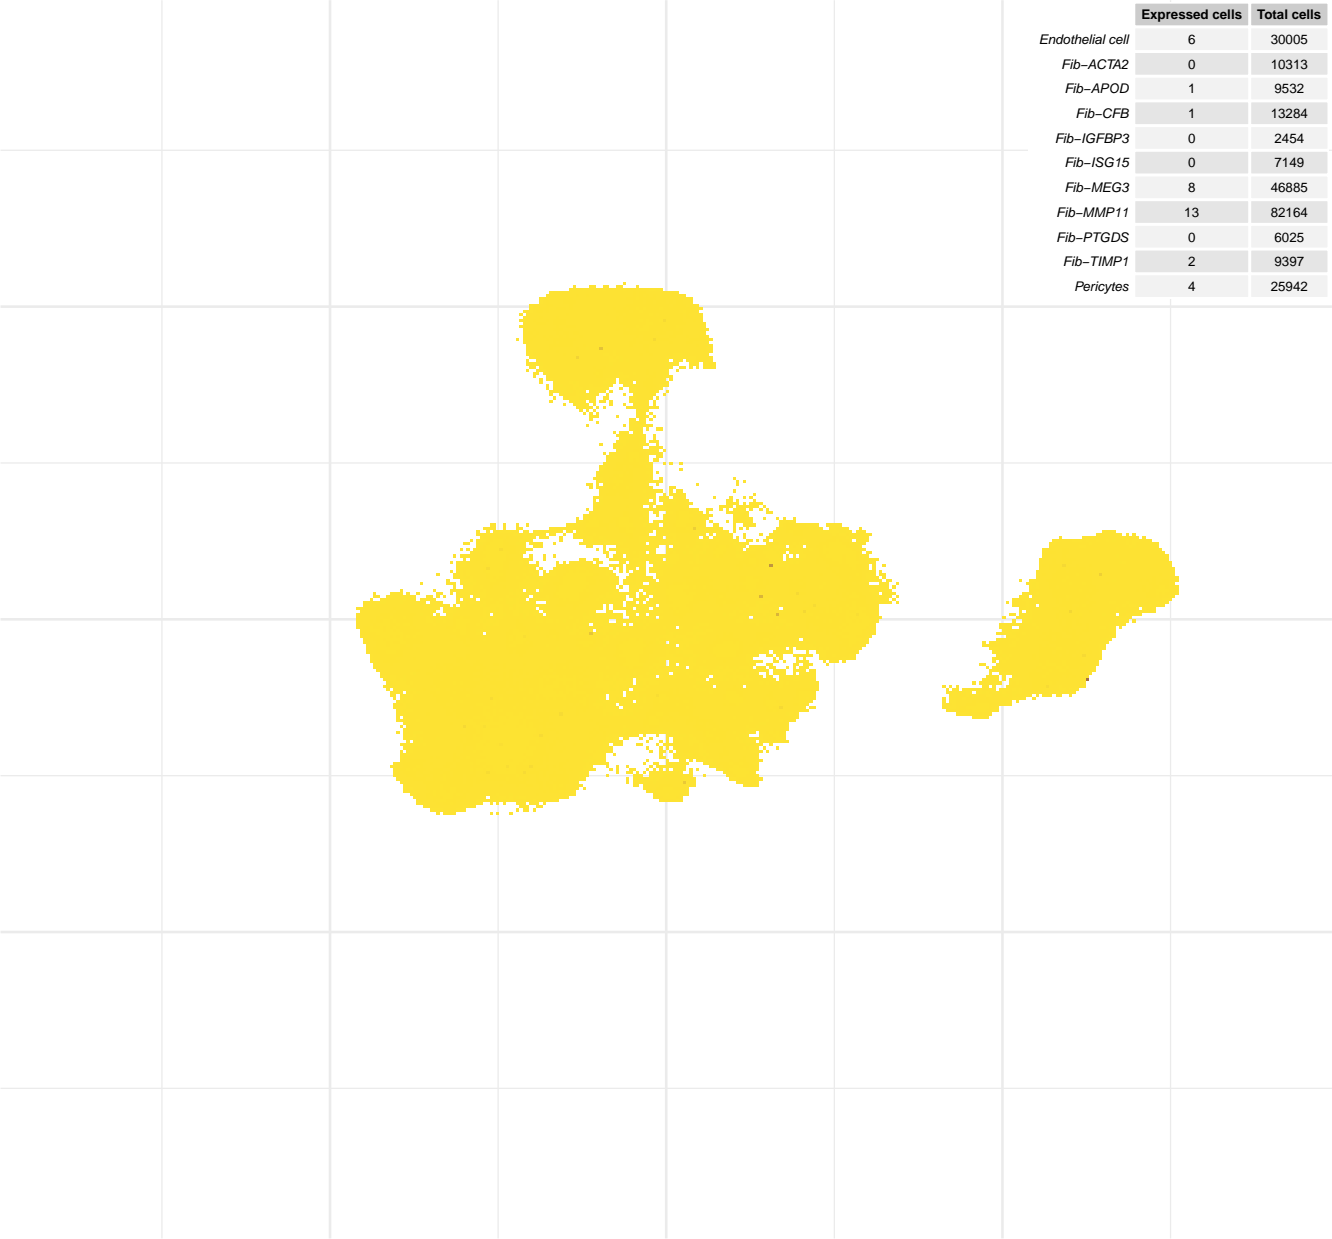 Expressed cells Total cells
Endothelial cell 6 30005
Fib−ACTA2 0 10313
Fib−APOD 1 9532
Fib−CFB 1 13284
Fib−IGFBP3 0 2454
Fib−ISG15 0 7149
Fib−MEG3 8 46885
Fib−MMP11 13 82164
Fib−PTGDS 0 6025
Fib−TIMP1 2 9397
Pericytes 4 25942